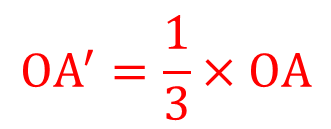 OA′ = 1/3 × OA